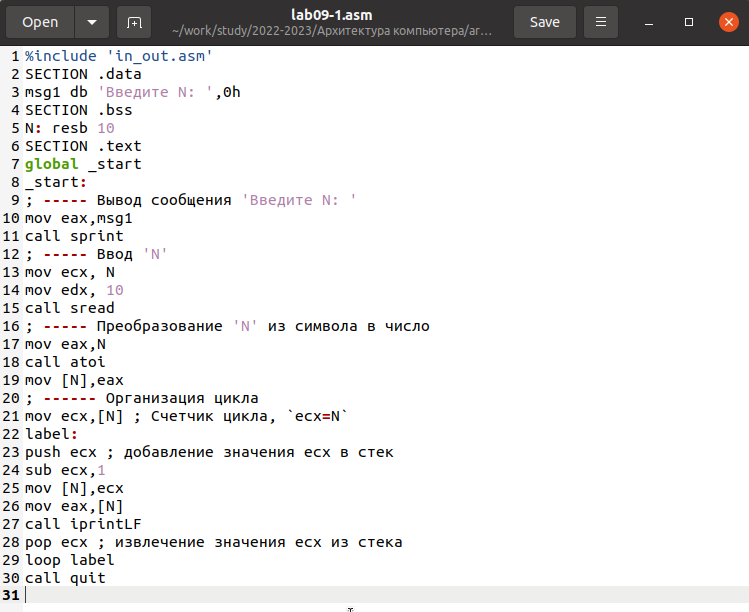 Open
lab09-1.asm
~/work/study/2022-2023/Архитектура компьютера/ar…
Save
1 %include 'in_out.asm'
2 SECTION .data
3 msg1 db 'Введите N: ',0h
4 SECTION .bss
5 N: resb 10
6 SECTION .text
7 global _start
8 _start:
9 ; ----- Вывод сообщения 'Введите N: '
10 mov eax,msg1
11 call sprint
12 ; ----- Ввод 'N'
13 mov ecx, N
14 mov edx, 10
15 call sread
16 ; ----- Преобразование 'N' из символа в число
17 mov eax,N
18 call atoi
19 mov [N],eax
20 ; ------ Организация цикла
21 mov ecx,[N] ; Счетчик цикла, `ecx=N`
22 label:
23 push ecx ; добавление значения ecx в стек
24 sub ecx,1
25 mov [N],ecx
26 mov eax,[N]
27 call iprintLF
28 pop ecx ; извлечение значения ecx из стека
29 loop label
30 call quit
31